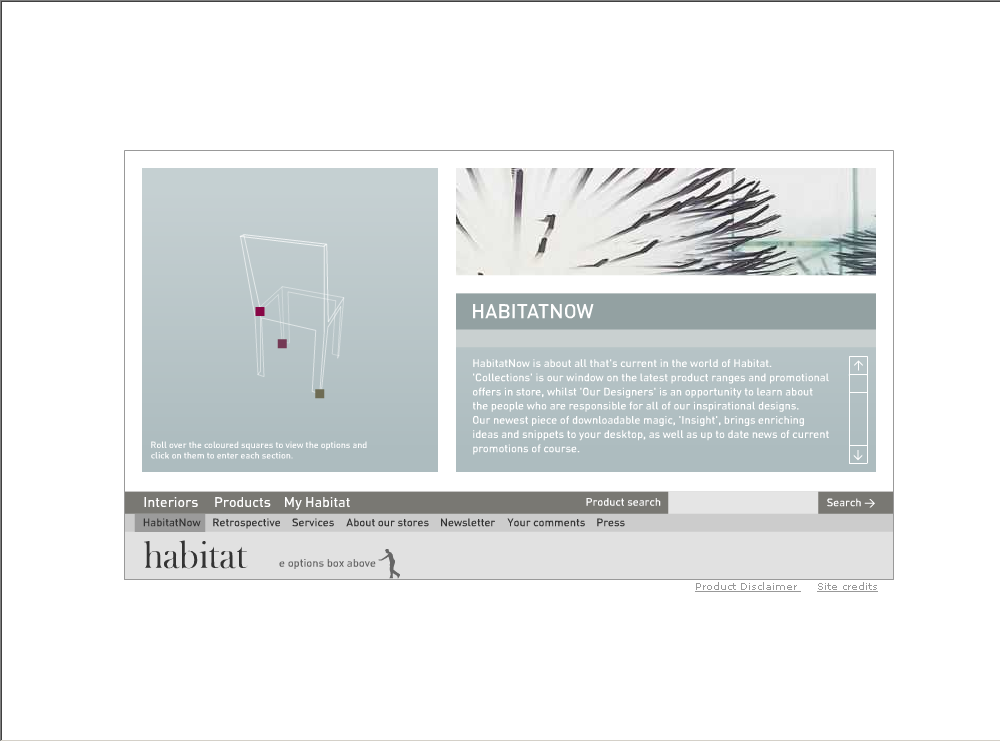 HABITATNOW
HabitatNow is about all that's current in the world of Habitat.
'Collections' is our window on the latest product ranges and promotional
offers in store, whilst 'Our Designers' is an opportunity to learn about
the people who are responsible for all of our inspirational designs.
Our newest piece of downloadable magic, 'Insight', brings enriching
ideas and snippets to your desktop, as well as up to date news of current
promotions of course.
Roll over the coloured squares to view the options and
click on them to enter each section.
Interiors Products My Habitat Product search Search →
HabitatNow Retrospective Services About our stores Newsletter Your comments Press
habitat e options box above
Product Disclaimer Site credits